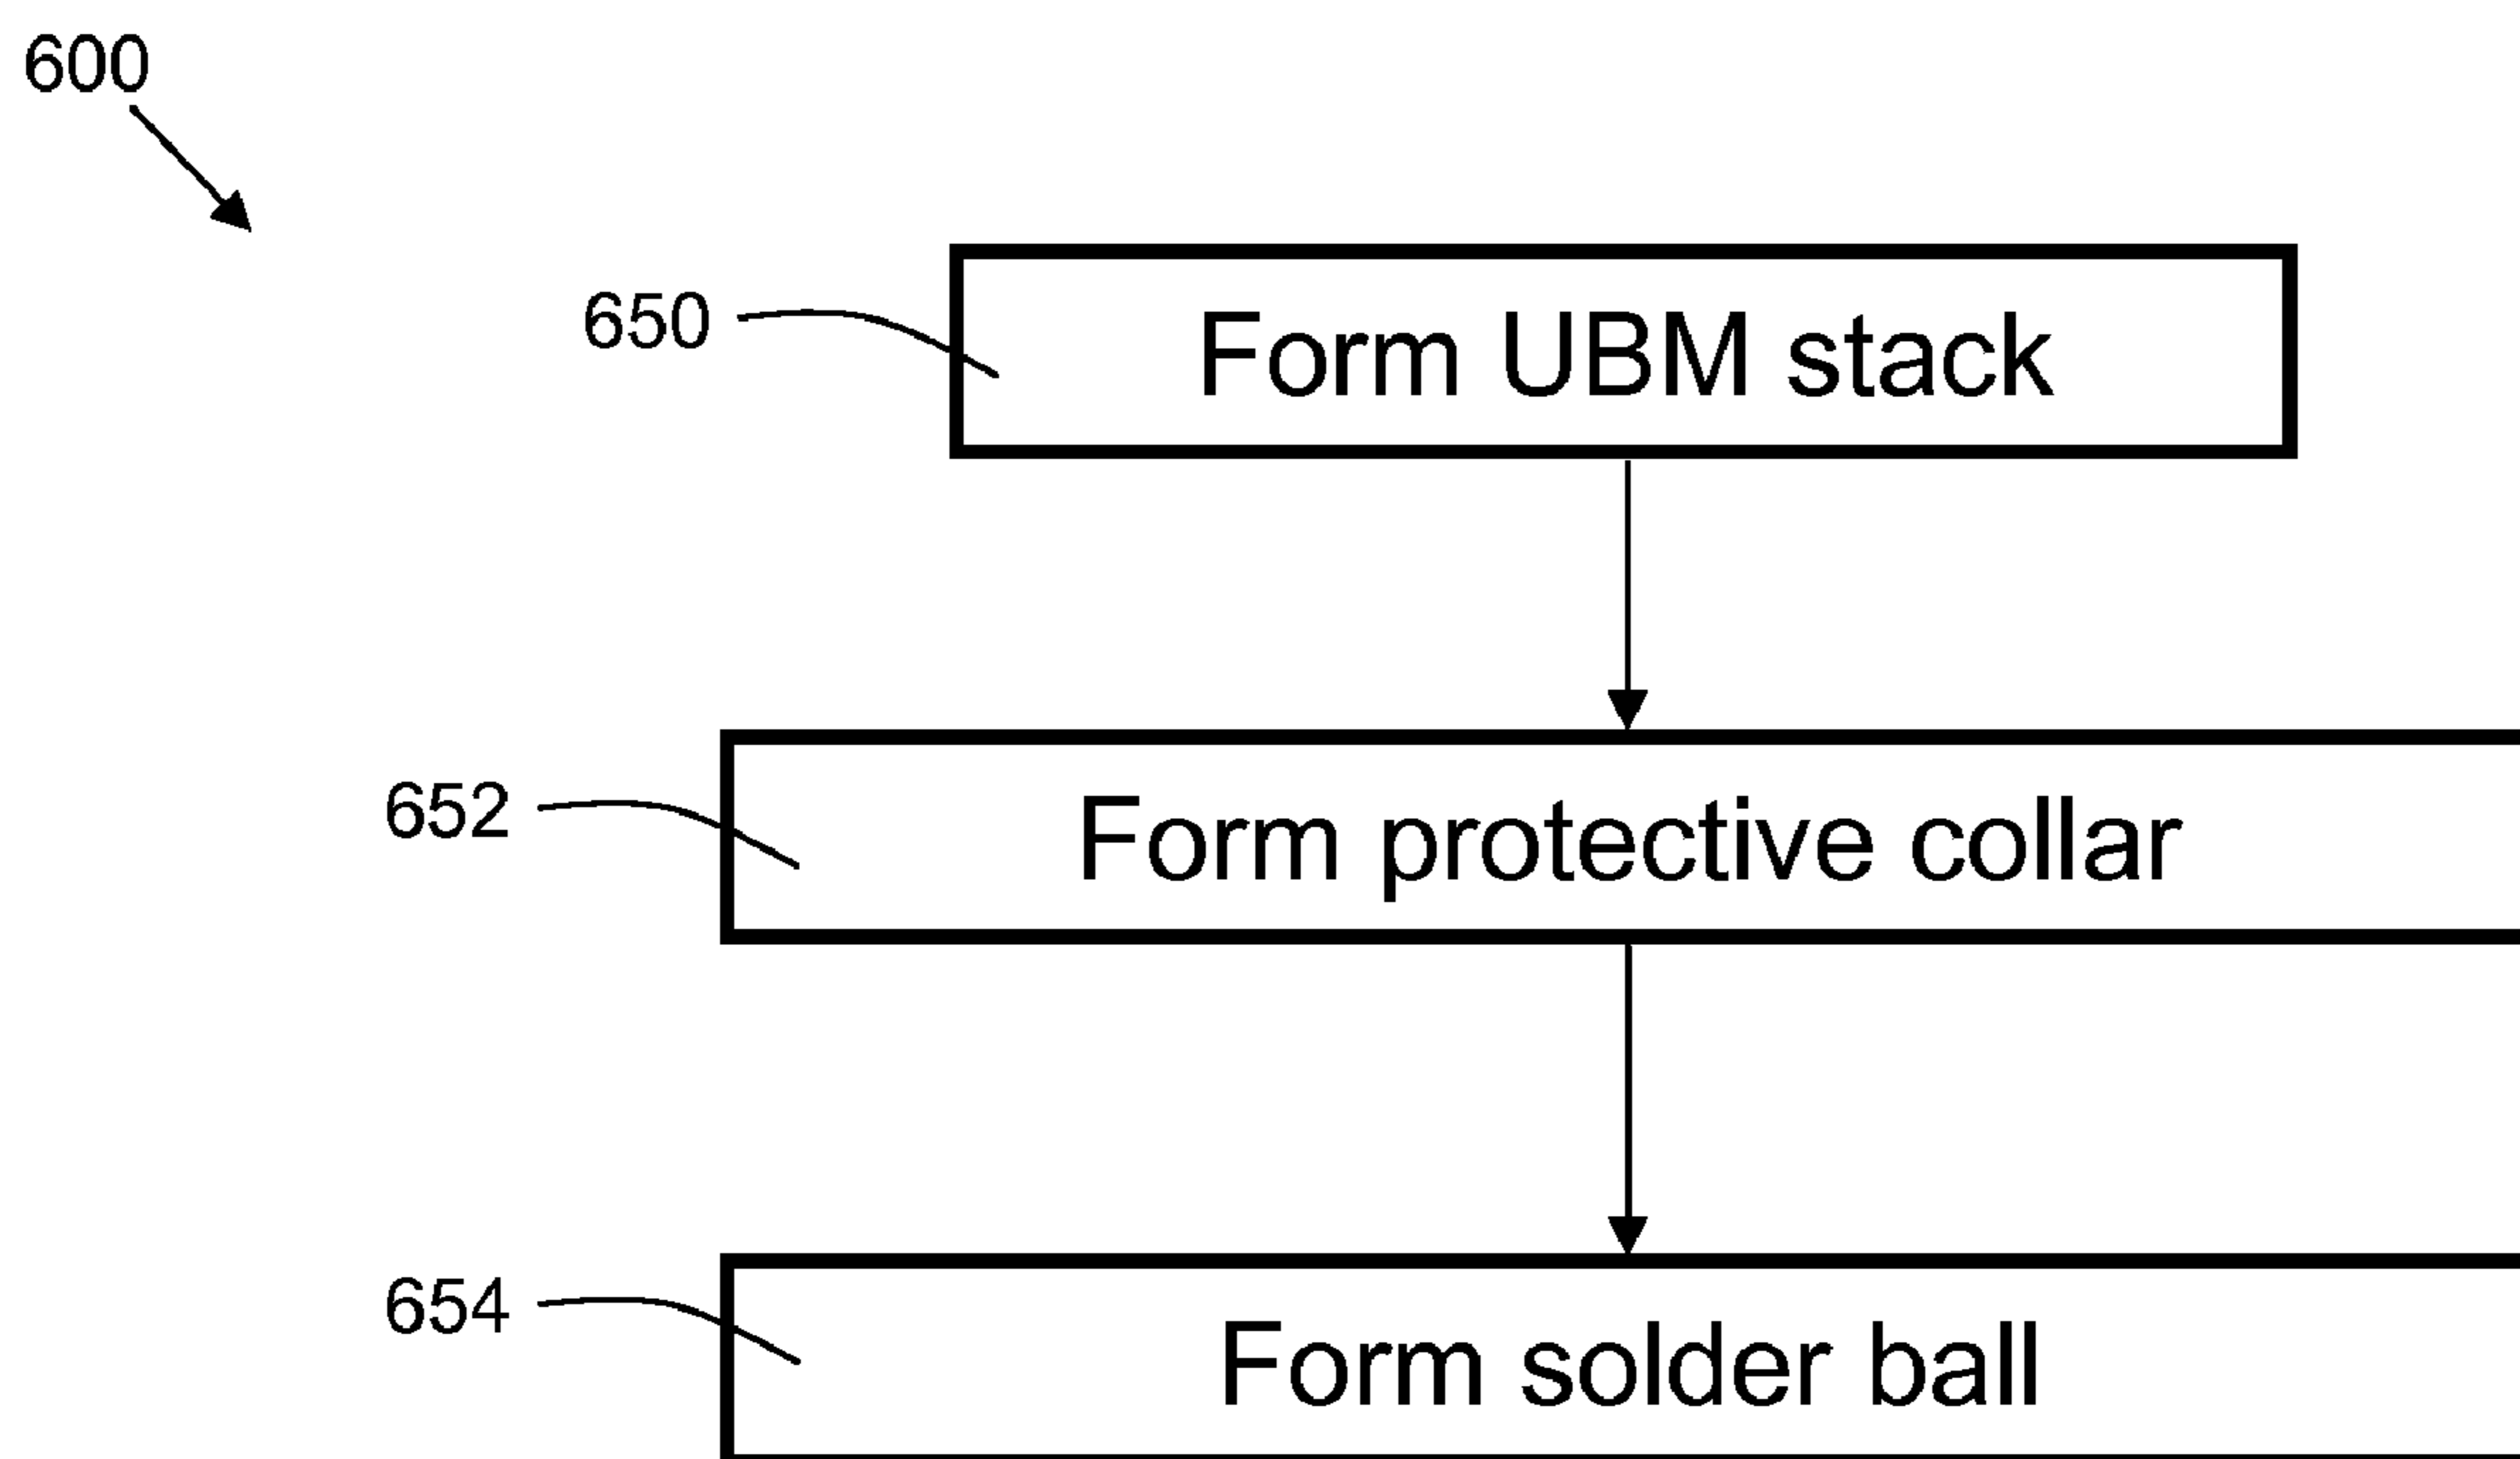 600
650
Form UBM stack
652
Form protective collar
654
Form solder ball